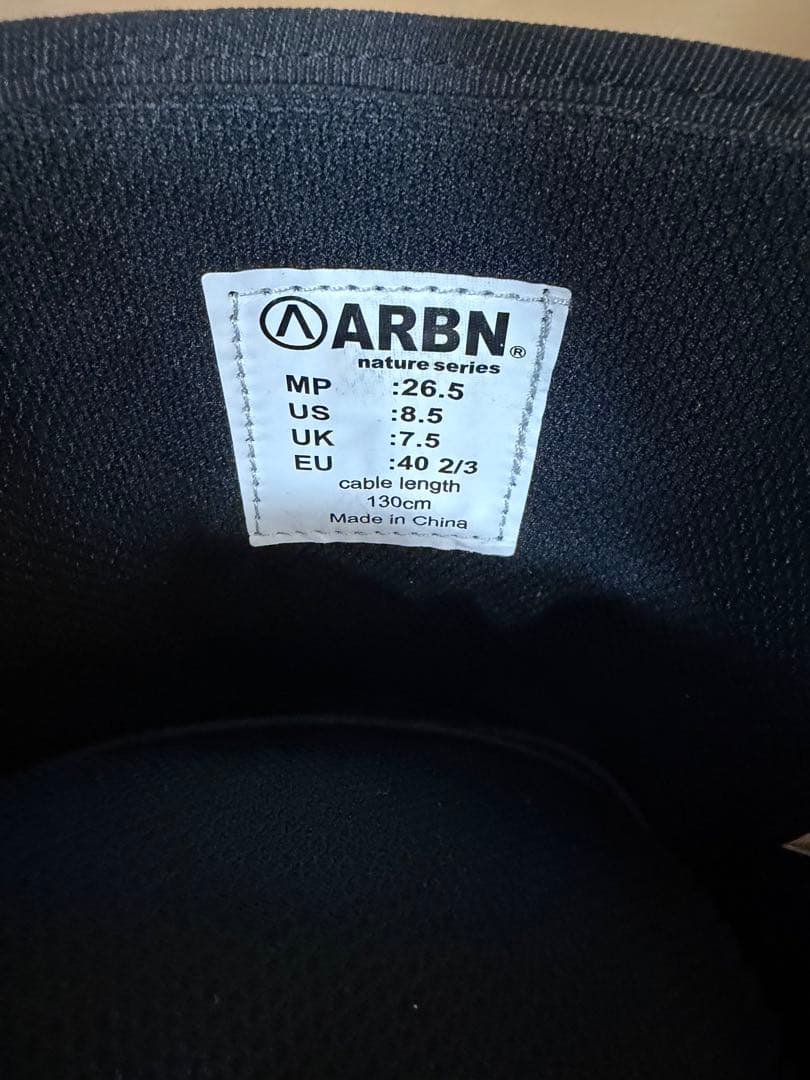 ARBN®
nature series
MP :26.5
US :8.5
UK :7.5
EU :40 2/3
cable length
130cm
Made in China